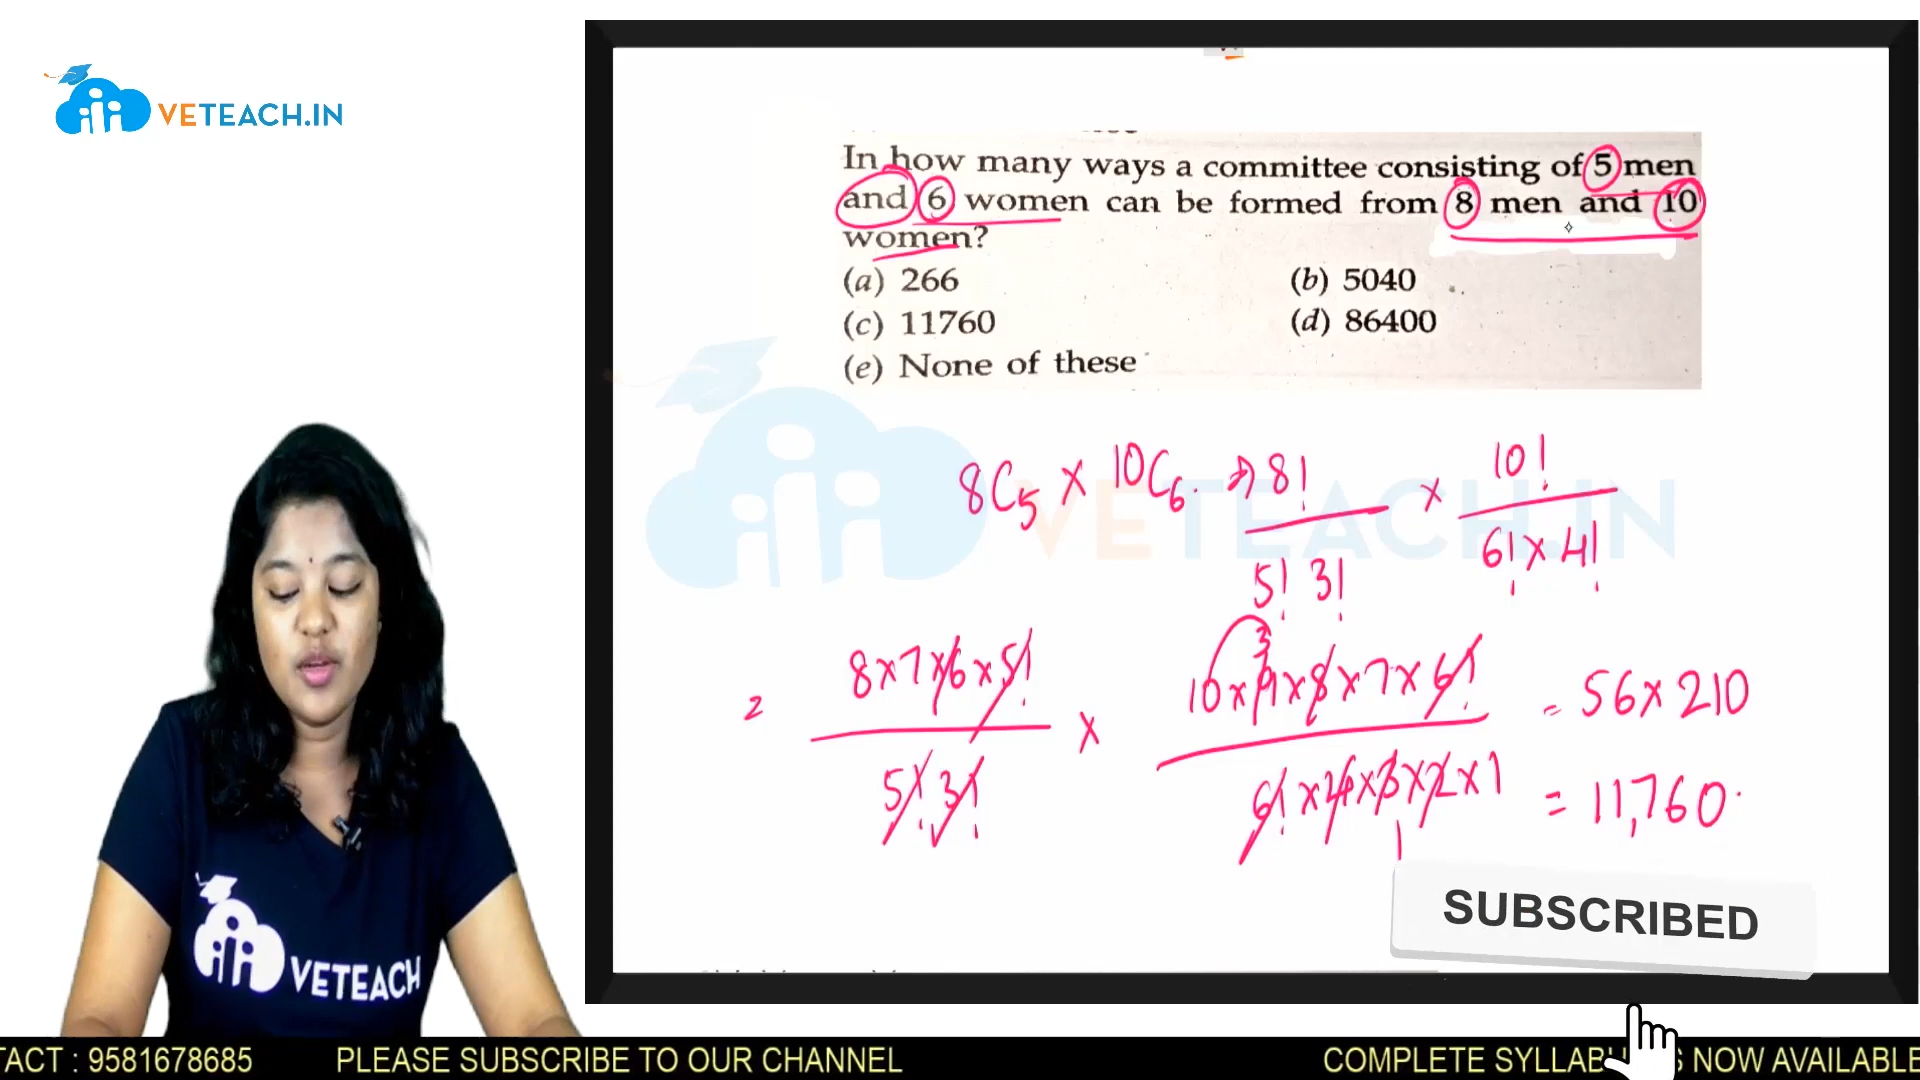 VETEACH.IN
In how many ways a committee consisting of 5 men
and 6 women can be formed from 8 men and 10
women?
(a) 266
(b) 5040
(c) 11760
(d) 86400
(e) None of these
VETEACH.IN
8C5 × 10C6 ⇒ 8! / 5! 3! × 10! / 6! × 4!
= 8×7×6×5! / 5! 3! × 10×9×8×7×6! / 6!×4×3×2×1 = 56×210
= 11,760.
SUBSCRIBED
VETEACH
TACT : 9581678685 PLEASE SUBSCRIBE TO OUR CHANNEL COMPLETE SYLLAB S NOW AVAILABLE